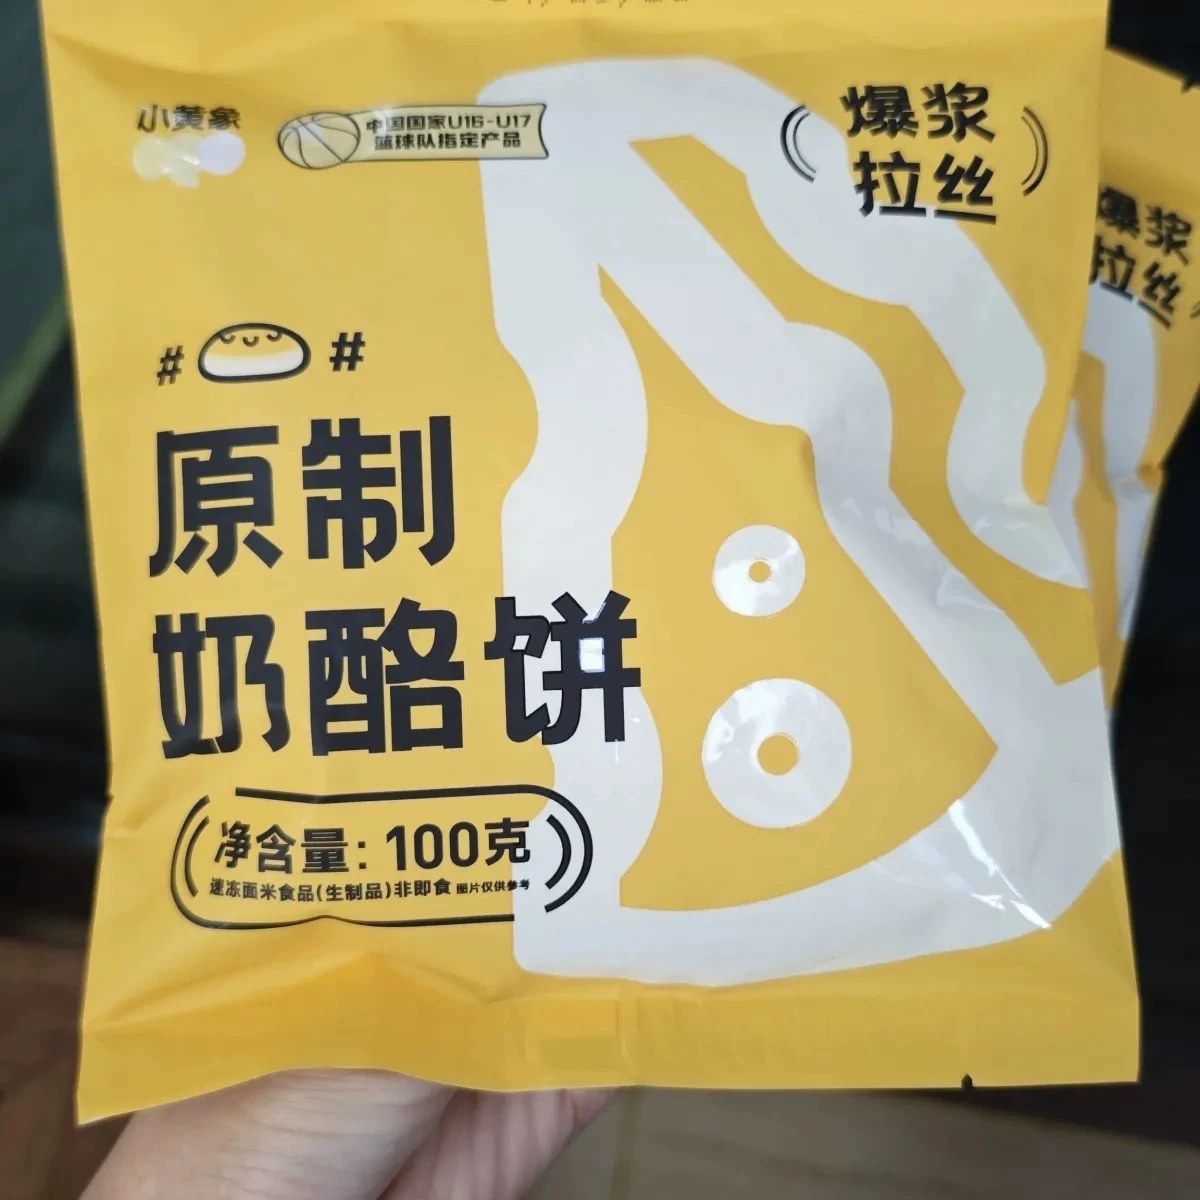 小黄象
中国国家U16-U17
篮球队指定产品
爆浆
拉丝
# #
原制
奶酪饼
净含量：100克
速冻面米食品(生制品)非即食 图片仅供参考
爆浆
拉丝